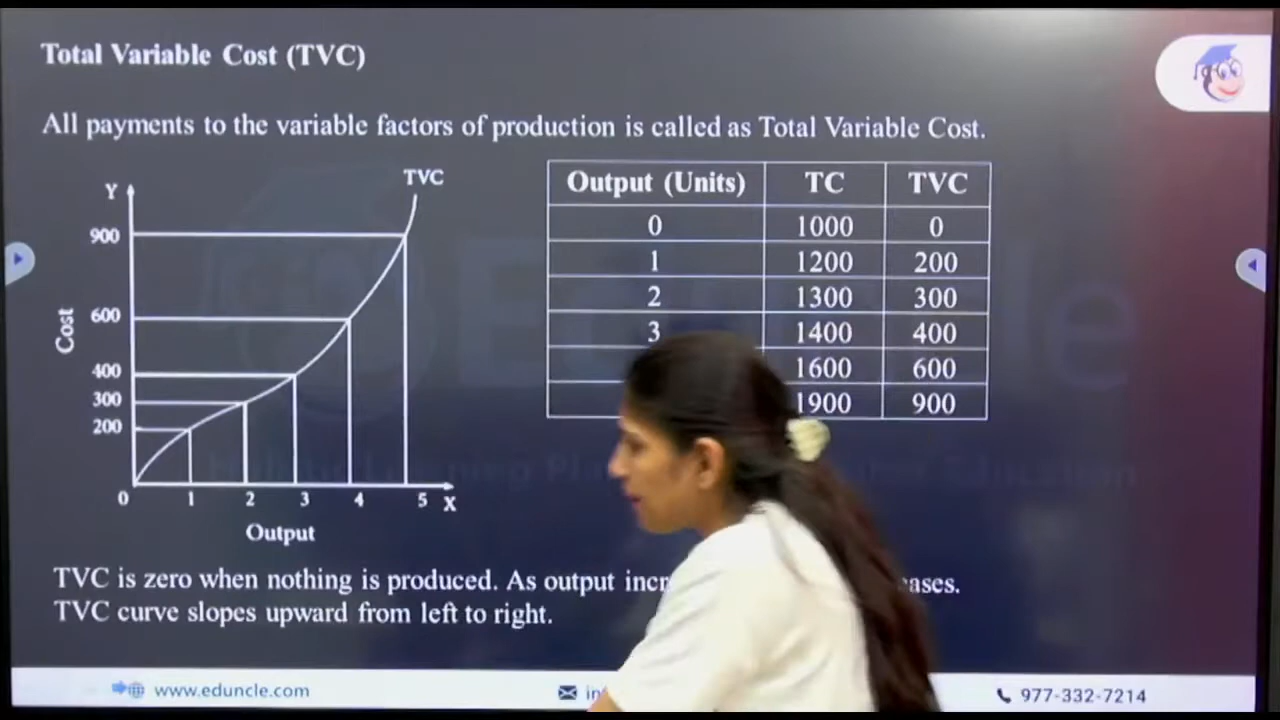 Total Variable Cost (TVC)
All payments to the variable factors of production is called as Total Variable Cost.
TVC
Y
900
600
400
300
200
0 1 2 3 4 5 X
Cost
Output
Output (Units) TC TVC
0 1000 0
1 1200 200
2 1300 300
3 1400 400
1600 600
1900 900
TVC is zero when nothing is produced. As output
TVC curve slopes upward from left to right.
www.eduncle.com
977-332-7214